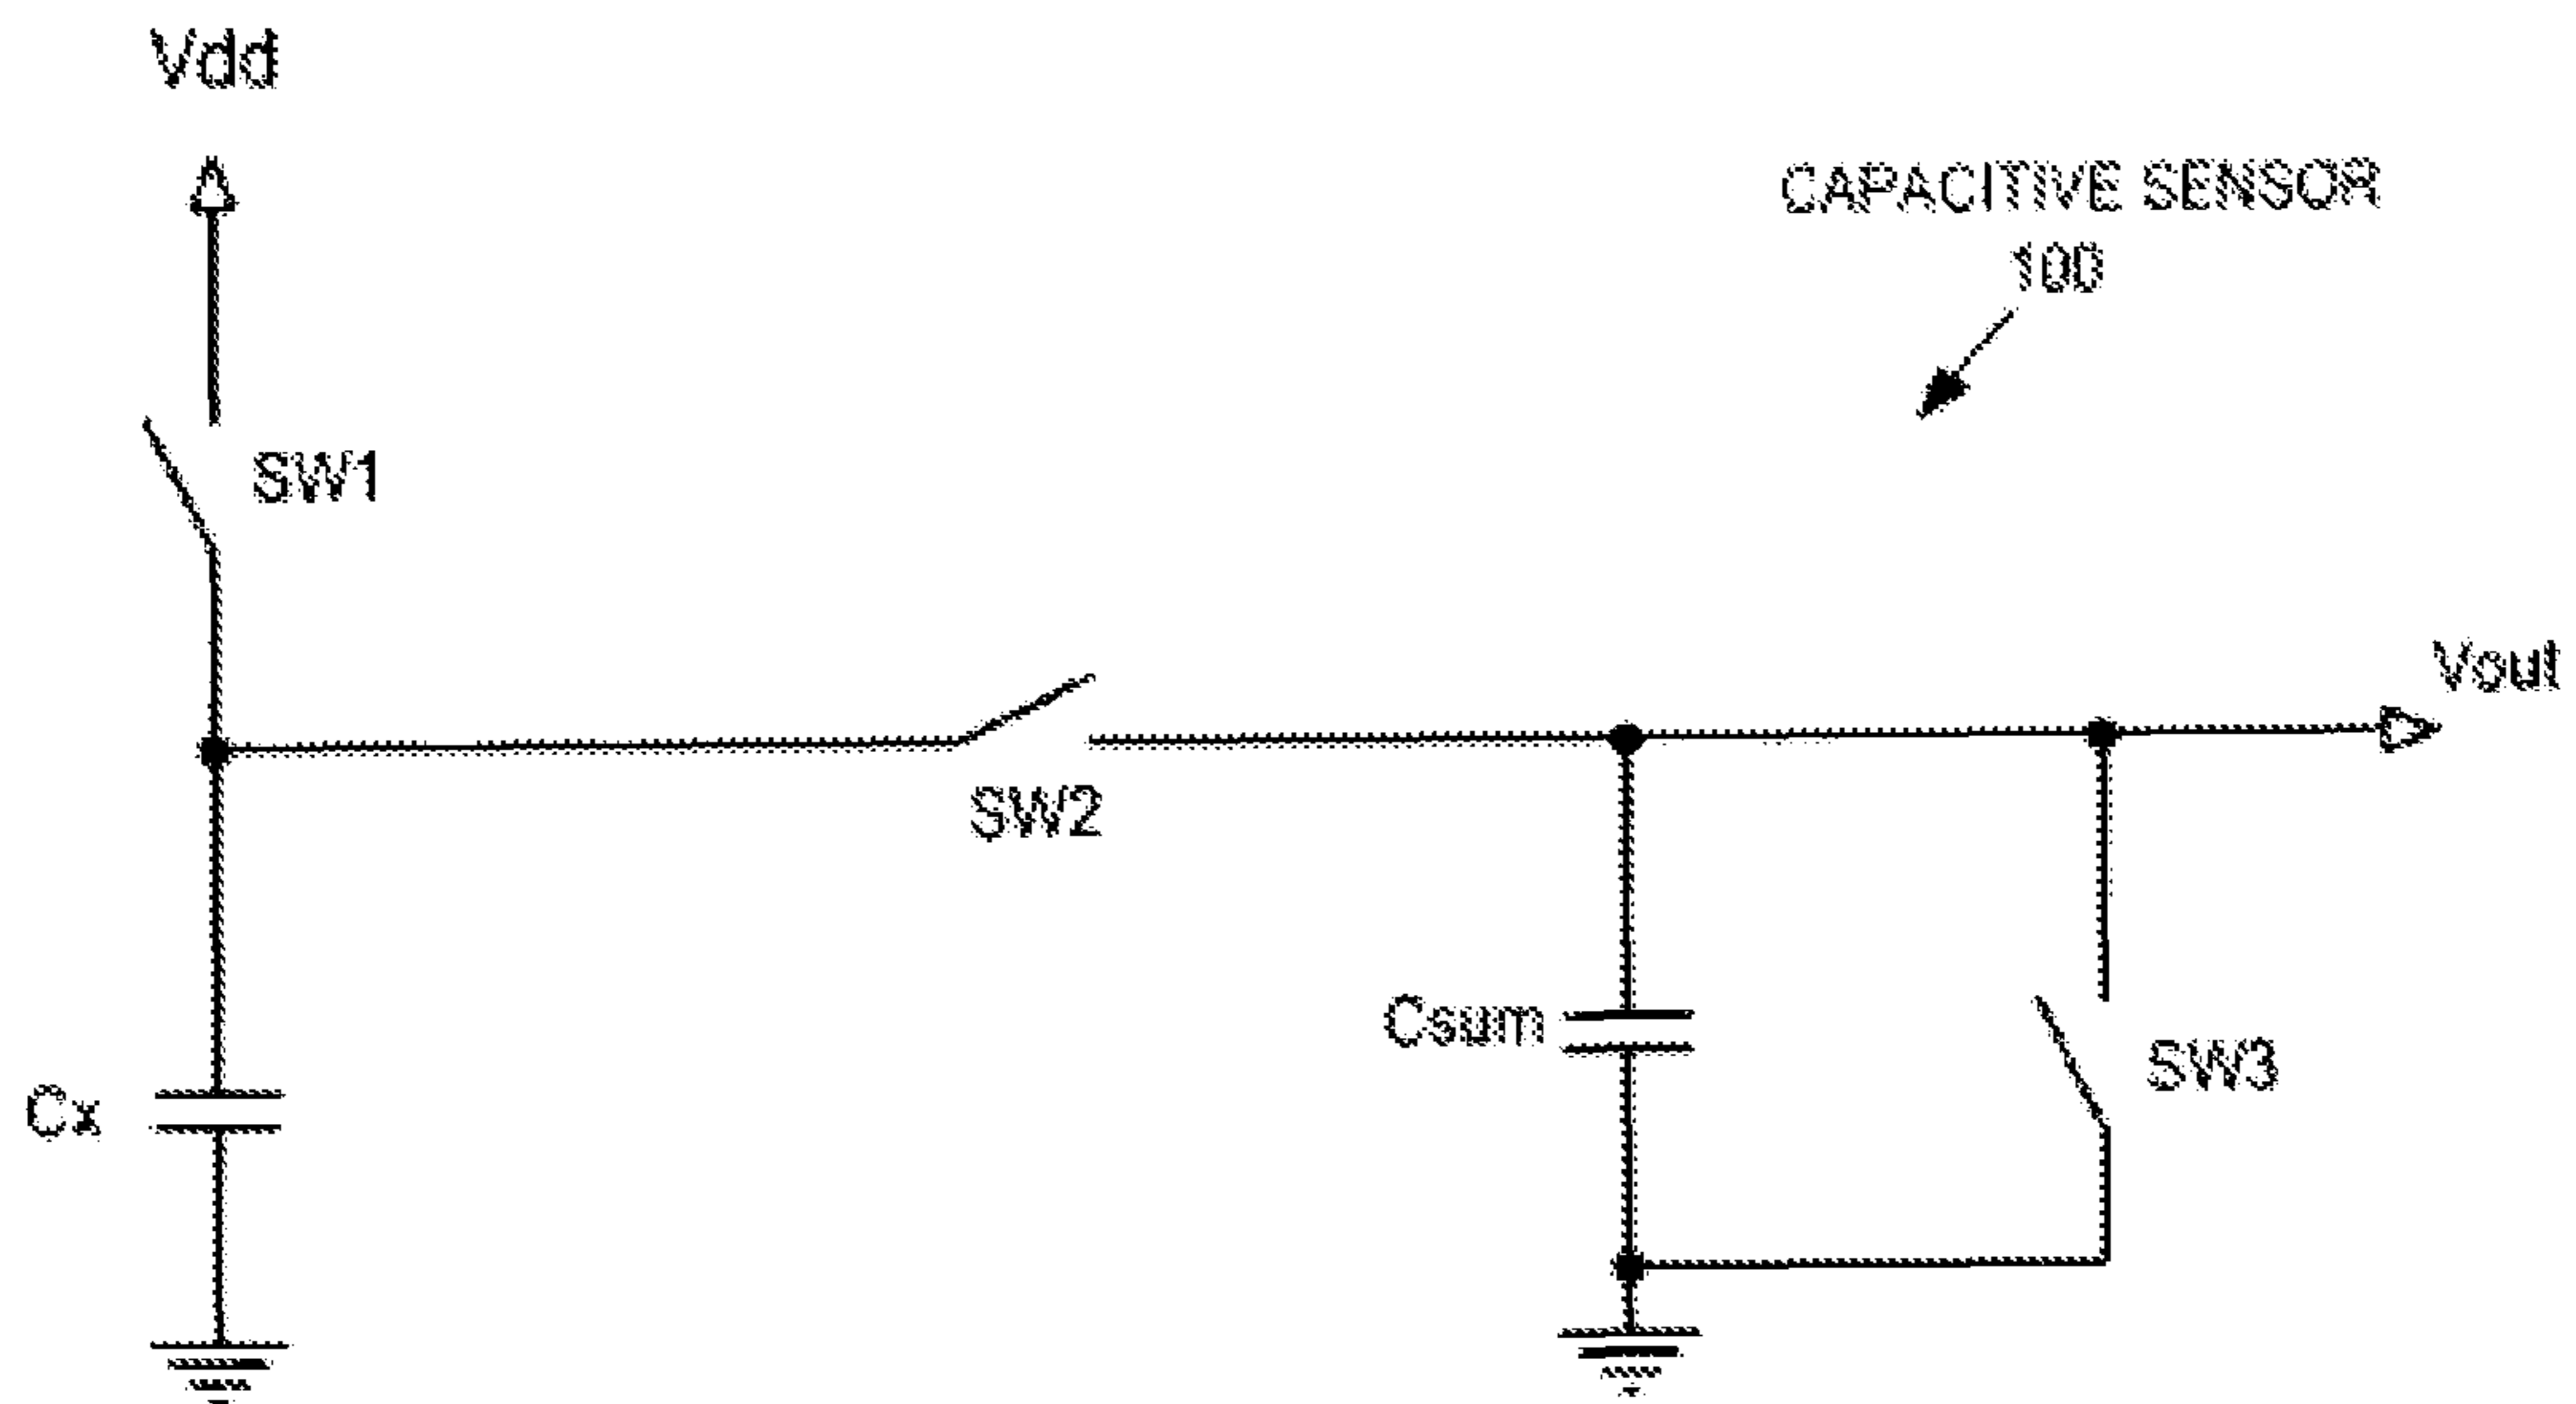 Vdd
CAPACITIVE SENSOR
100
SW1
Vout
SW2
Csum
SW3
Cx